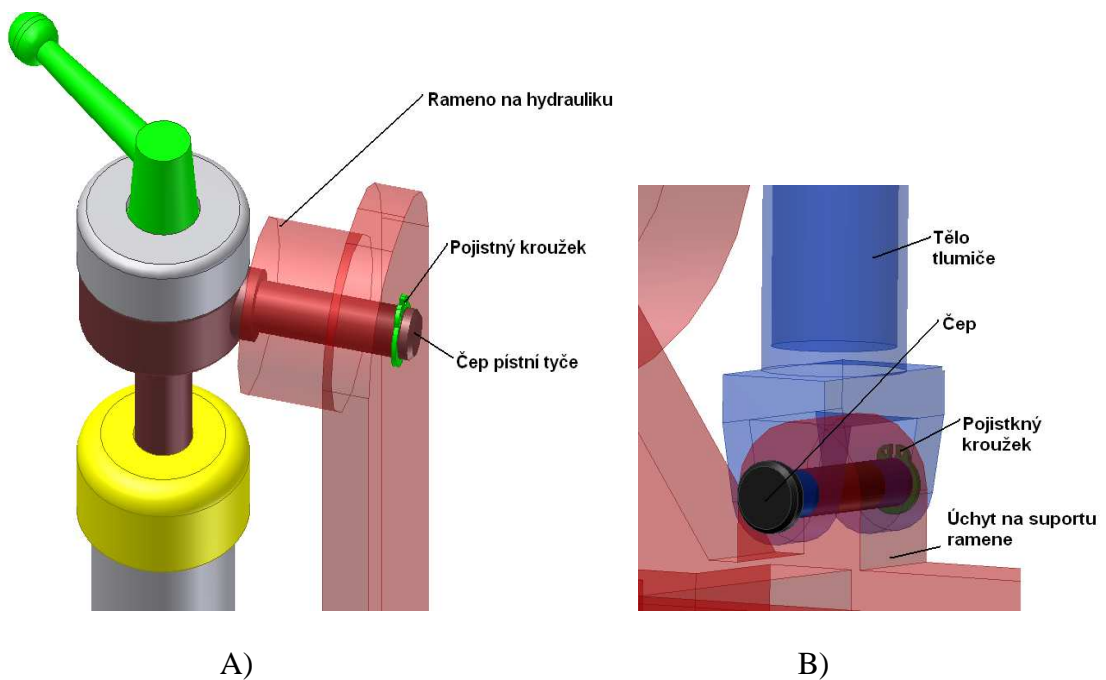 Rameno na hydrauliku
Pojistný kroužek
Čep pístní tyče
Tělo
tlumiče
Čep
Pojistkný
kroužek
Úchyt na suportu
ramene
A)
B)